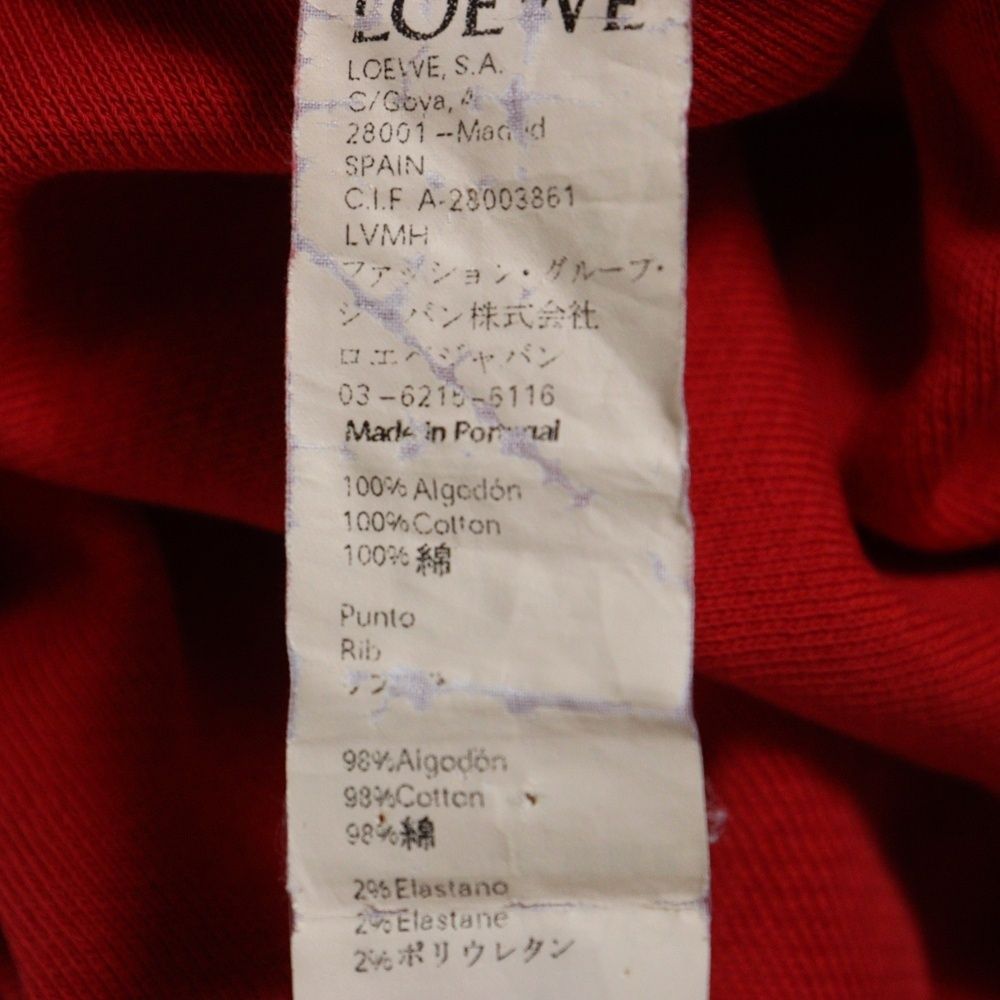 LOEWE
LOEWE, S.A.
C/Goya, 4
28001 - Madrid
SPAIN
C.I.F. A-28003861
LVMH
ファッション・グループ・
ジャパン株式会社
ロエベジャパン
03-6215-6116
Made in Portugal
100% Algodón
100% Cotton
100% 綿
Punto
Rib
98% Algodón
98% Cotton
98% 綿
2% Elastano
2% Elastane
2% ポリウレタン